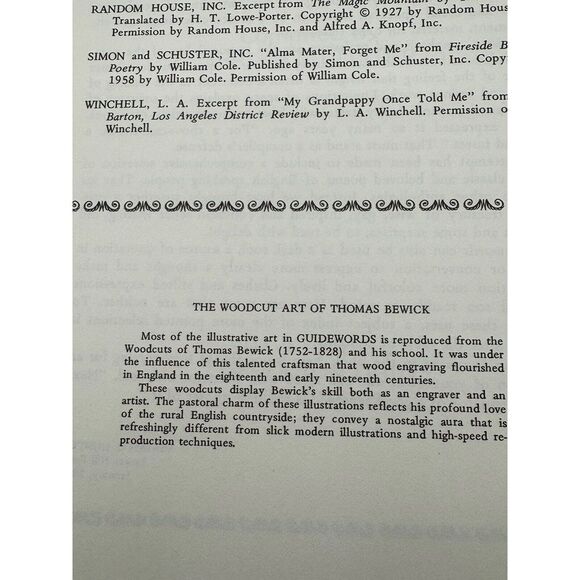 RANDOM HOUSE, INC. Excerpt from The Magic Mountain by
Translated by H. T. Lowe-Porter. Copyright © 1927 by Random Hous
Permission by Random House, Inc. and Alfred A. Knopf, Inc.
SIMON and SCHUSTER, INC. "Alma Mater, Forget Me" from Fireside B
Poetry by William Cole. Published by Simon and Schuster, Inc. Copy
1958 by William Cole. Permission of William Cole.
WINCHELL, L. A. Excerpt from "My Grandpappy Once Told Me" from
Barton, Los Angeles District Review by L. A. Winchell. Permission o
Winchell.
THE WOODCUT ART OF THOMAS BEWICK
Most of the illustrative art in GUIDEWORDS is reproduced from the
Woodcuts of Thomas Bewick (1752-1828) and his school. It was under
the influence of this talented craftsman that wood engraving flourished
in England in the eighteenth and early nineteenth centuries.
These woodcuts display Bewick's skill both as an engraver and an
artist. The pastoral charm of these illustrations reflects his profound love
of the rural English countryside; they convey a nostalgic aura that is
refreshingly different from slick modern illustrations and high-speed re-
production techniques.